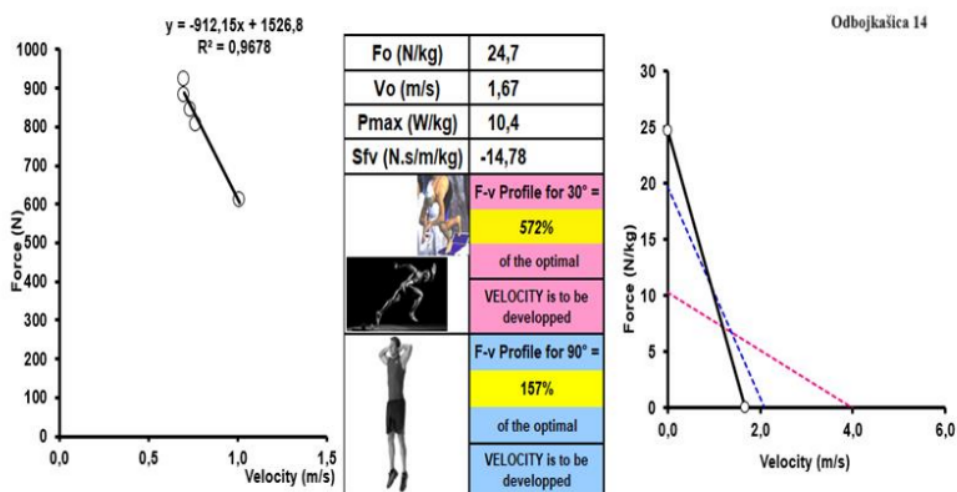 y = -912,15x + 1526,8
R² = 0,9678
1000
900
800
700
600
500
400
300
200
100
0
Force (N)
0,0
0,5
1,0
1,5
Velocity (m/s)
Fo (N/kg) 24,7
Vo (m/s) 1,67
Pmax (W/kg) 10,4
Sfv (N.s/m/kg) -14,78
F-v Profile for 30° =
572%
of the optimal
VELOCITY is to be
developped
F-v Profile for 90° =
157%
of the optimal
VELOCITY is to be
developped
Odbojkašica 14
30
25
20
15
10
5
0
Force (N/kg)
0,0
2,0
4,0
6,0
Velocity (m/s)